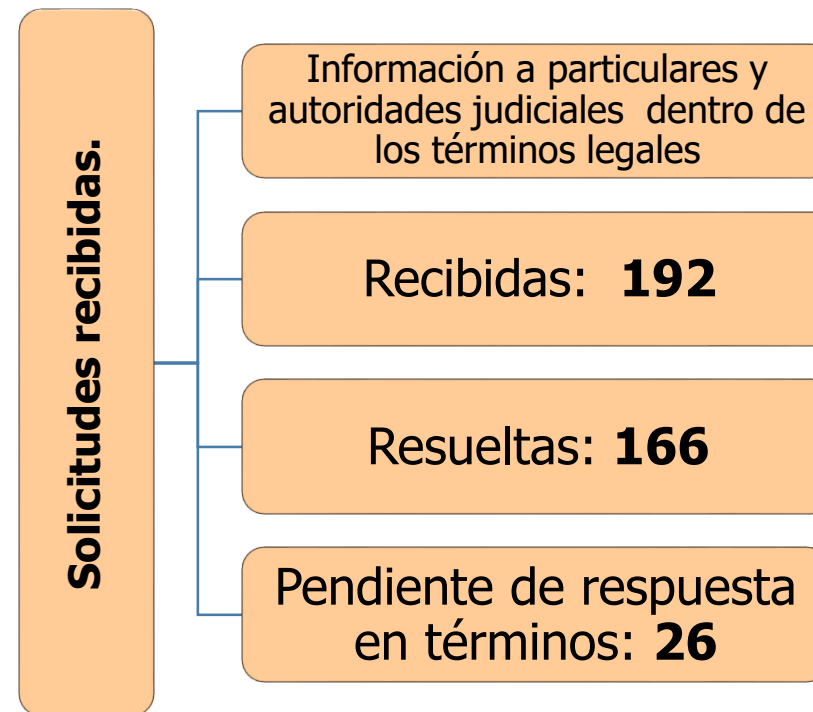 Solicitudes recibidas.
Información a particulares y
autoridades judiciales dentro de
los términos legales
Recibidas: 192
Resueltas: 166
Pendiente de respuesta
en términos: 26